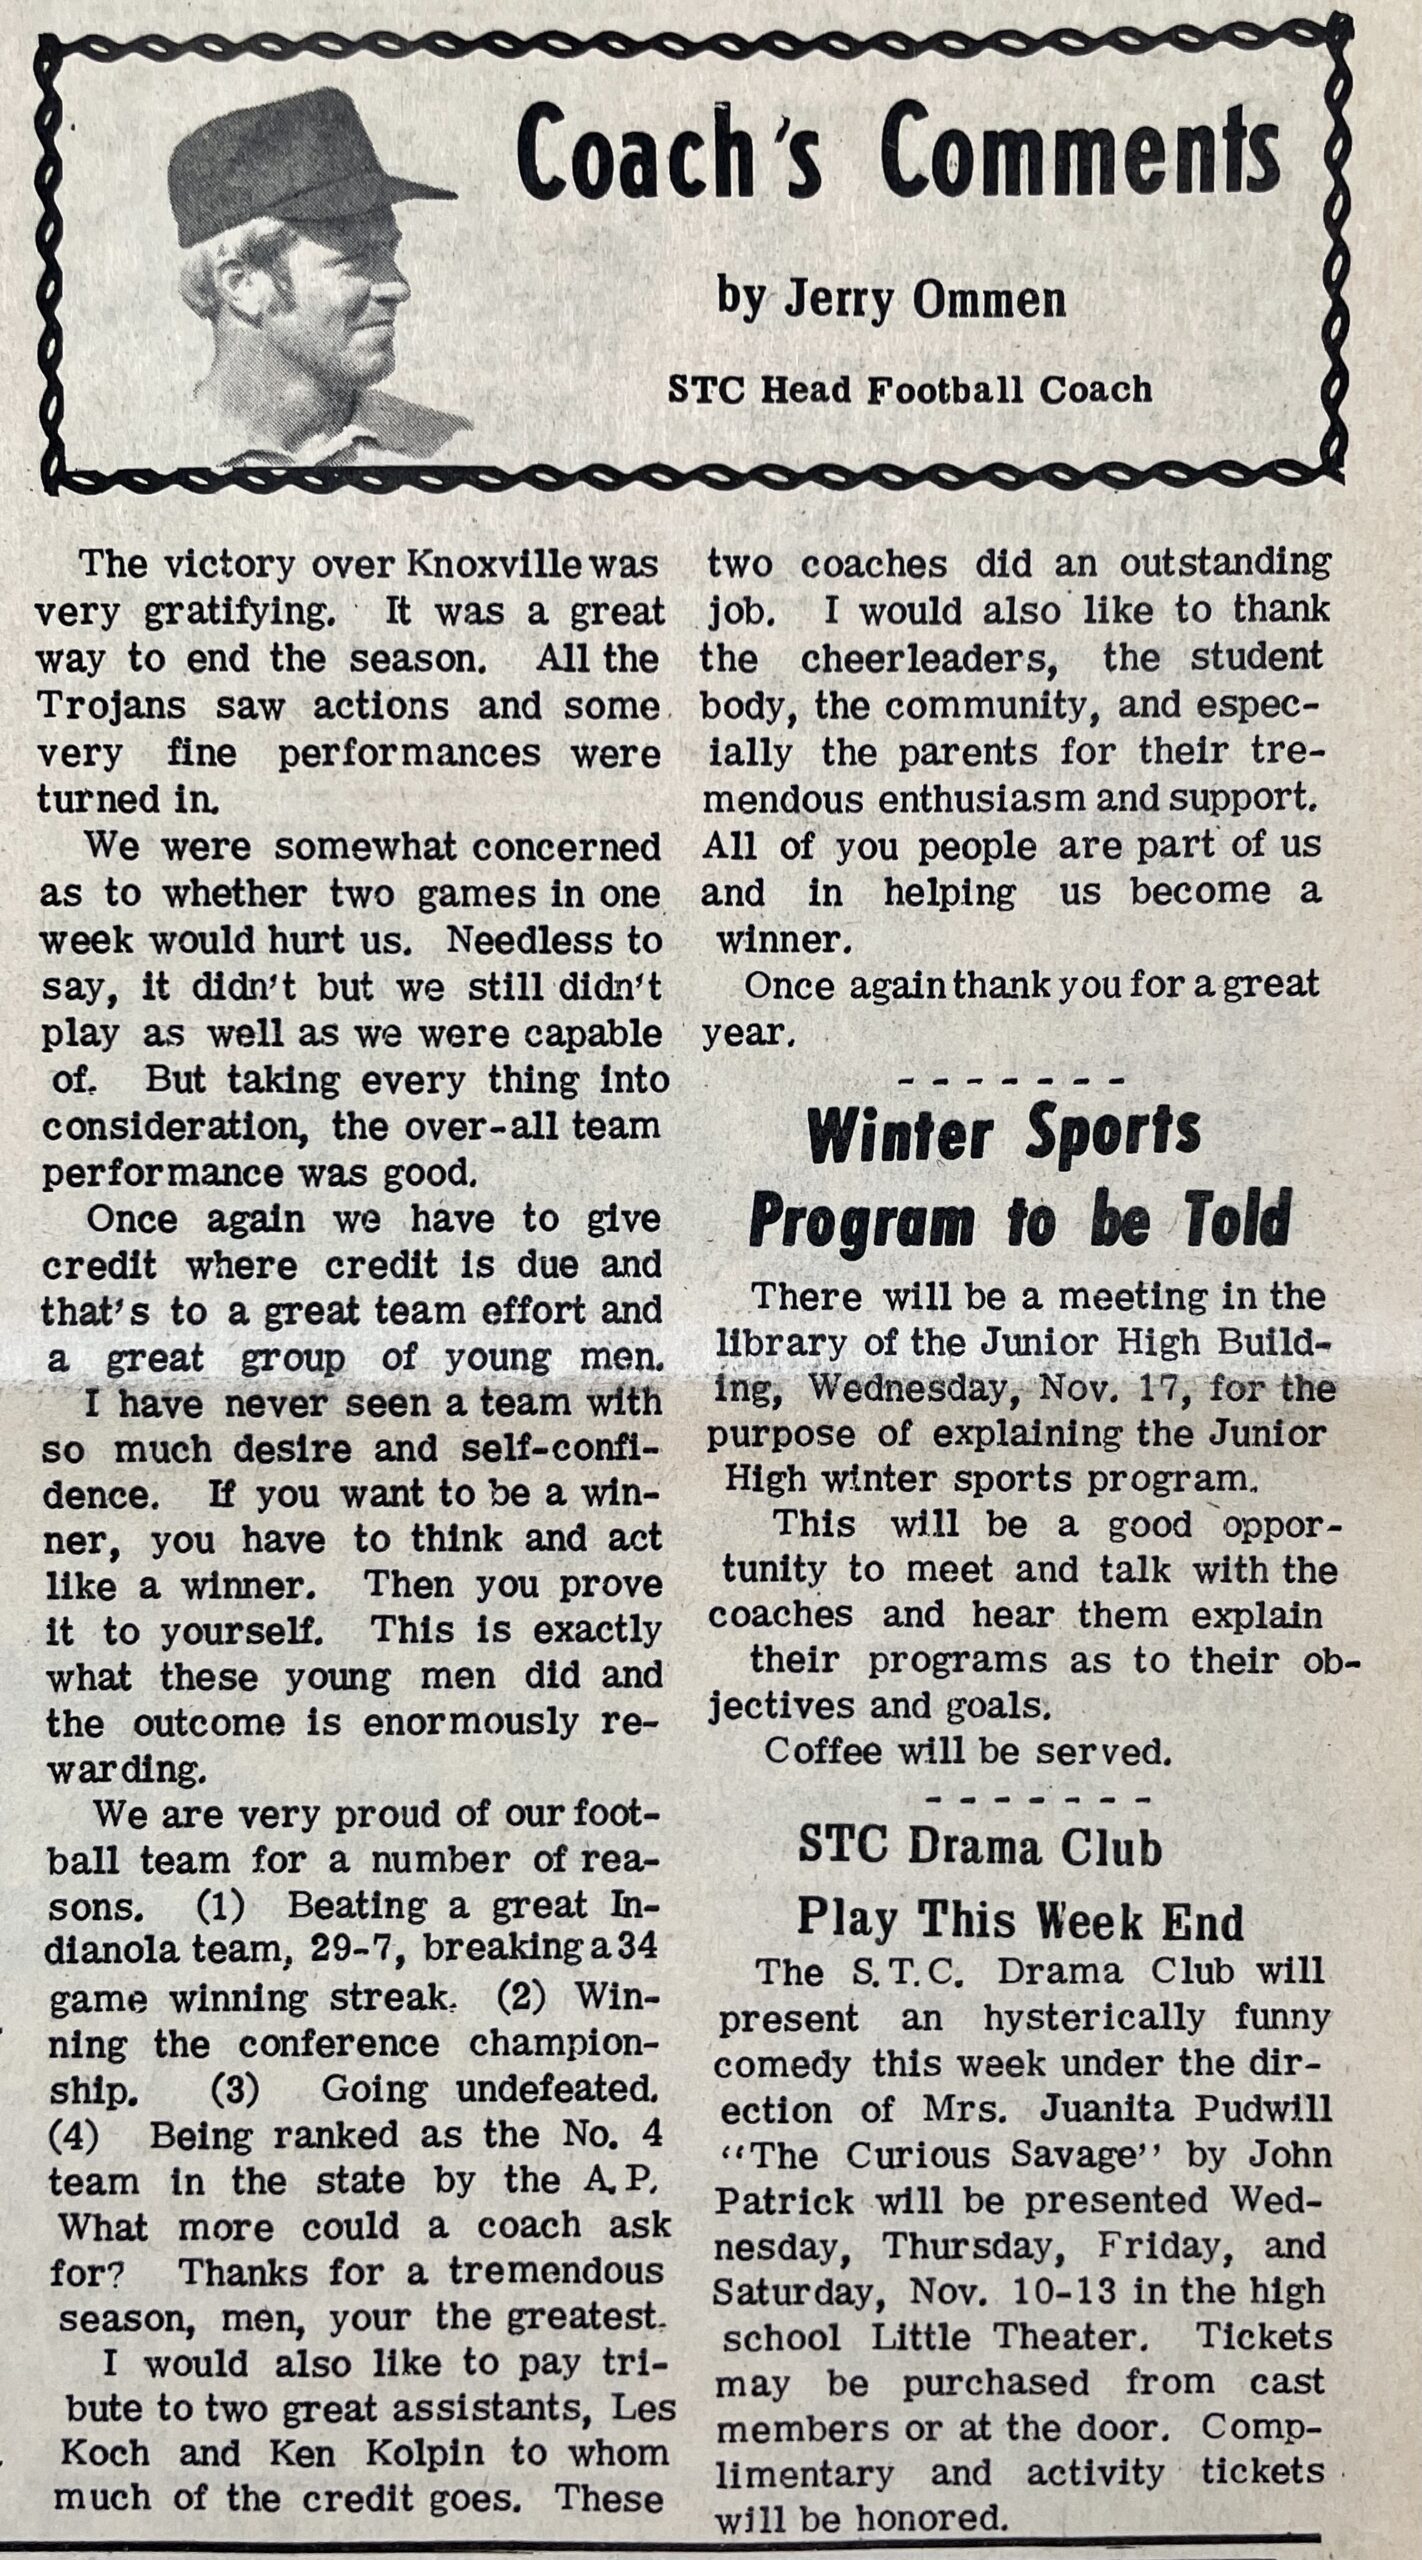 Coach's Comments
by Jerry Ommen
STC Head Football Coach
The victory over Knoxville was
very gratifying. It was a great
way to end the season. All the
Trojans saw actions and some
very fine performances were
turned in.
We were somewhat concerned
as to whether two games in one
week would hurt us. Needless to
say, it didn't but we still didn't
play as well as we were capable
of. But taking every thing into
consideration, the over-all team
performance was good.
Once again we have to give
credit where credit is due and
that's to a great team effort and
a great group of young men.
I have never seen a team with
so much desire and self-confi-
dence. If you want to be a win-
ner, you have to think and act
like a winner. Then you prove
it to yourself. This is exactly
what these young men did and
the outcome is enormously re-
warding.
We are very proud of our foot-
ball team for a number of rea-
sons. (1) Beating a great In-
dianola team, 29-7, breaking a 34
game winning streak. (2) Win-
ning the conference champion-
ship. (3) Going undefeated.
(4) Being ranked as the No. 4
team in the state by the A.P.
What more could a coach ask
for? Thanks for a tremendous
season, men, your the greatest.
I would also like to pay tri-
bute to two great assistants, Les
Koch and Ken Kolpin to whom
much of the credit goes. These
two coaches did an outstanding
job. I would also like to thank
the cheerleaders, the student
body, the community, and espec-
ially the parents for their tre-
mendous enthusiasm and support.
All of you people are part of us
and in helping us become a
winner.
Once again thank you for a great
year.
- - - - - - -
Winter Sports
Program to be Told
There will be a meeting in the
library of the Junior High Build-
ing, Wednesday, Nov. 17, for the
purpose of explaining the Junior
High winter sports program.
This will be a good oppor-
tunity to meet and talk with the
coaches and hear them explain
their programs as to their ob-
jectives and goals.
Coffee will be served.
- - - - - - -
STC Drama Club
Play This Week End
The S.T.C. Drama Club will
present an hysterically funny
comedy this week under the dir-
ection of Mrs. Juanita Pudwill
"The Curious Savage" by John
Patrick will be presented Wed-
nesday, Thursday, Friday, and
Saturday, Nov. 10-13 in the high
school Little Theater. Tickets
may be purchased from cast
members or at the door. Comp-
limentary and activity tickets
will be honored.